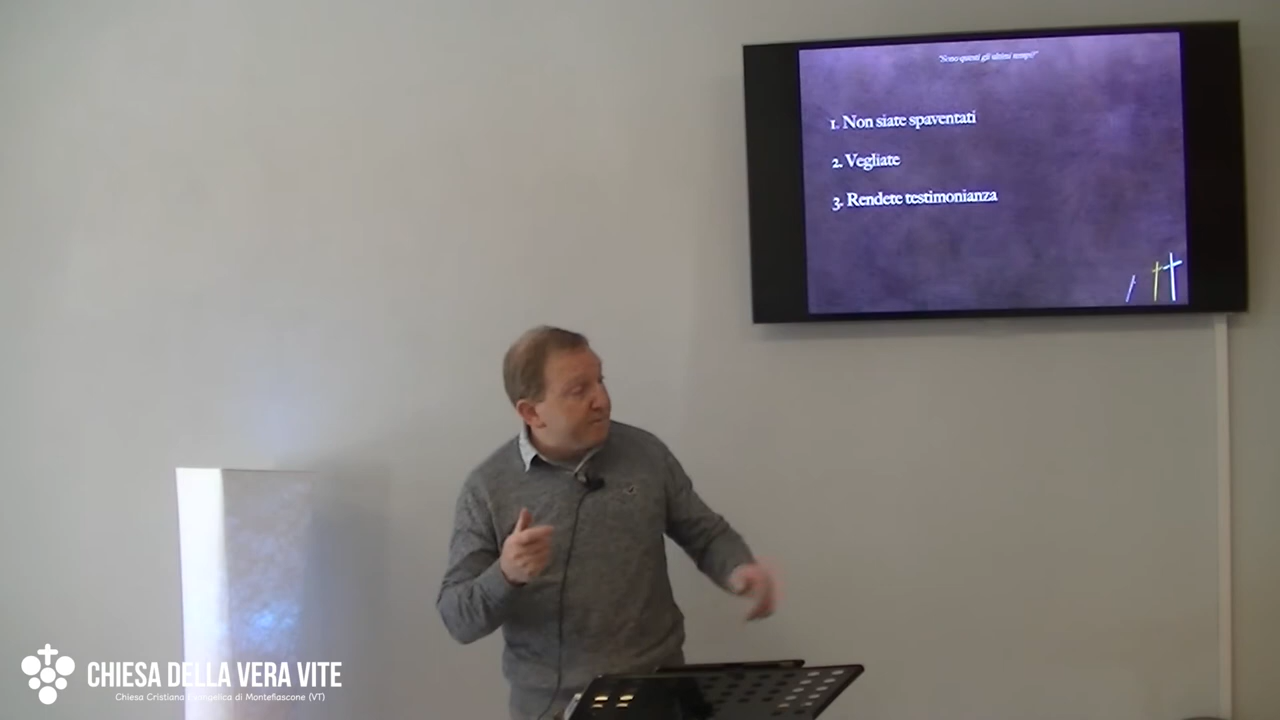 "Sono questi gli ultimi tempi?"
1. Non siate spaventati
2. Vegliate
3. Rendete testimonianza
CHIESA DELLA VERA VITE
Chiesa Cristiana Evangelica di Montefiascone (VT)